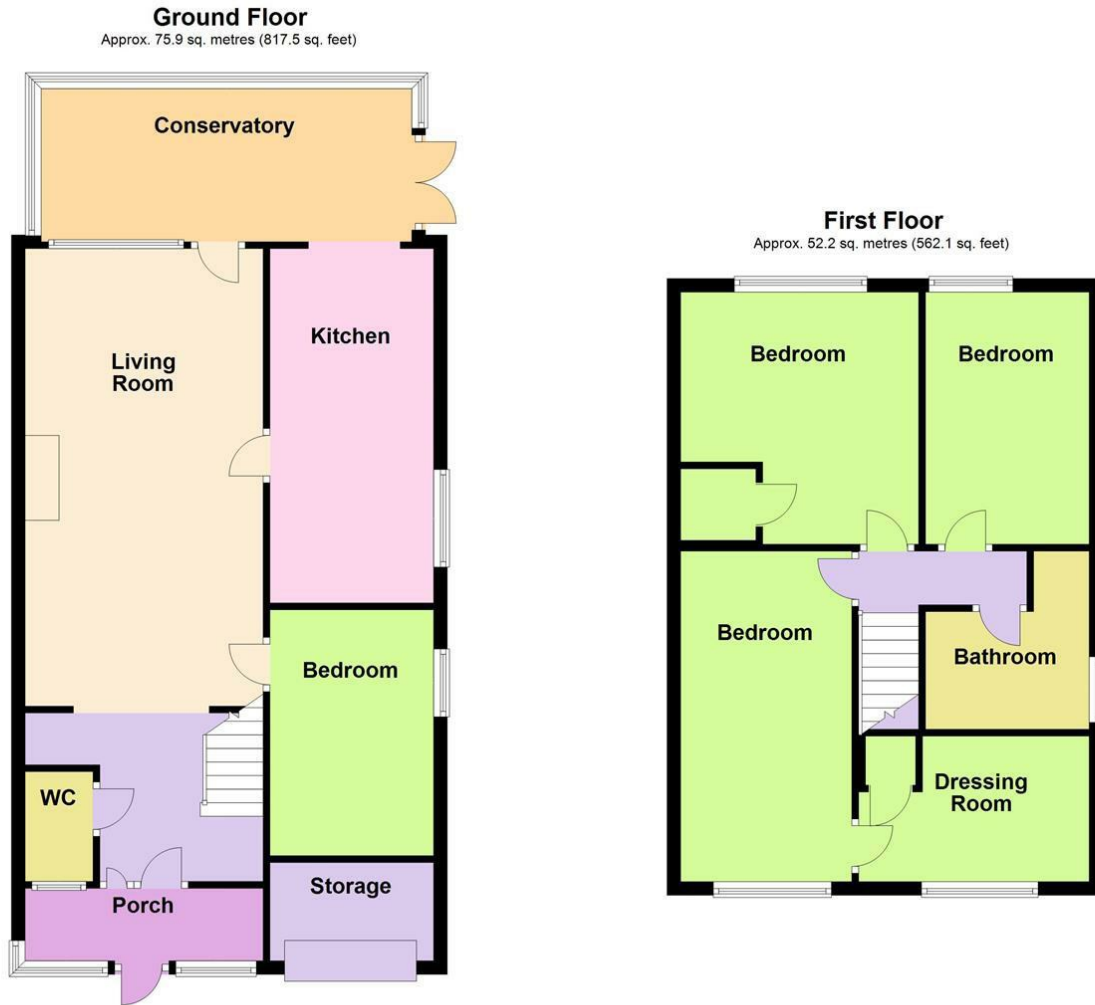 Ground Floor
Approx. 75.9 sq. metres (817.5 sq. feet)
Conservatory
Kitchen
Living
Room
Bedroom
WC
Storage
Porch
First Floor
Approx. 52.2 sq. metres (562.1 sq. feet)
Bedroom
Bedroom
Bedroom
Bathroom
Dressing
Room